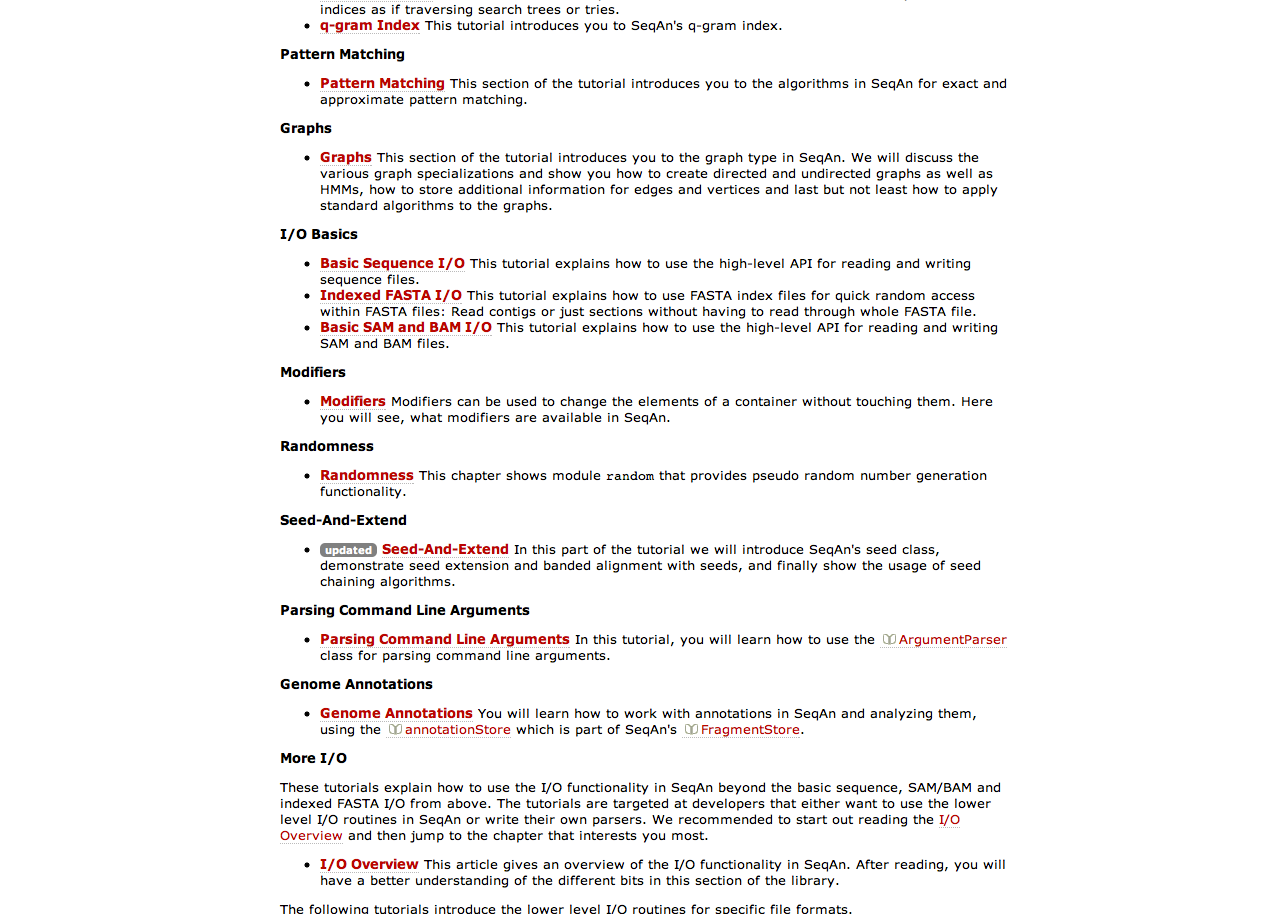 indices as if traversing search trees or tries.
q-gram Index This tutorial introduces you to SeqAn's q-gram index.
Pattern Matching
Pattern Matching This section of the tutorial introduces you to the algorithms in SeqAn for exact and
approximate pattern matching.
Graphs
Graphs This section of the tutorial introduces you to the graph type in SeqAn. We will discuss the
various graph specializations and show you how to create directed and undirected graphs as well as
HMMs, how to store additional information for edges and vertices and last but not least how to apply
standard algorithms to the graphs.
I/O Basics
Basic Sequence I/O This tutorial explains how to use the high-level API for reading and writing
sequence files.
Indexed FASTA I/O This tutorial explains how to use FASTA index files for quick random access
within FASTA files: Read contigs or just sections without having to read through whole FASTA file.
Basic SAM and BAM I/O This tutorial explains how to use the high-level API for reading and writing
SAM and BAM files.
Modifiers
Modifiers Modifiers can be used to change the elements of a container without touching them. Here
you will see, what modifiers are available in SeqAn.
Randomness
Randomness This chapter shows module random that provides pseudo random number generation
functionality.
Seed-And-Extend
updated Seed-And-Extend In this part of the tutorial we will introduce SeqAn's seed class,
demonstrate seed extension and banded alignment with seeds, and finally show the usage of seed
chaining algorithms.
Parsing Command Line Arguments
Parsing Command Line Arguments In this tutorial, you will learn how to use the ArgumentParser
class for parsing command line arguments.
Genome Annotations
Genome Annotations You will learn how to work with annotations in SeqAn and analyzing them,
using the annotationStore which is part of SeqAn's FragmentStore.
More I/O
These tutorials explain how to use the I/O functionality in SeqAn beyond the basic sequence, SAM/BAM and
indexed FASTA I/O from above. The tutorials are targeted at developers that either want to use the lower
level I/O routines in SeqAn or write their own parsers. We recommended to start out reading the I/O
Overview and then jump to the chapter that interests you most.
I/O Overview This article gives an overview of the I/O functionality in SeqAn. After reading, you will
have a better understanding of the different bits in this section of the library.
The following tutorials introduce the lower level I/O routines for specific file formats.